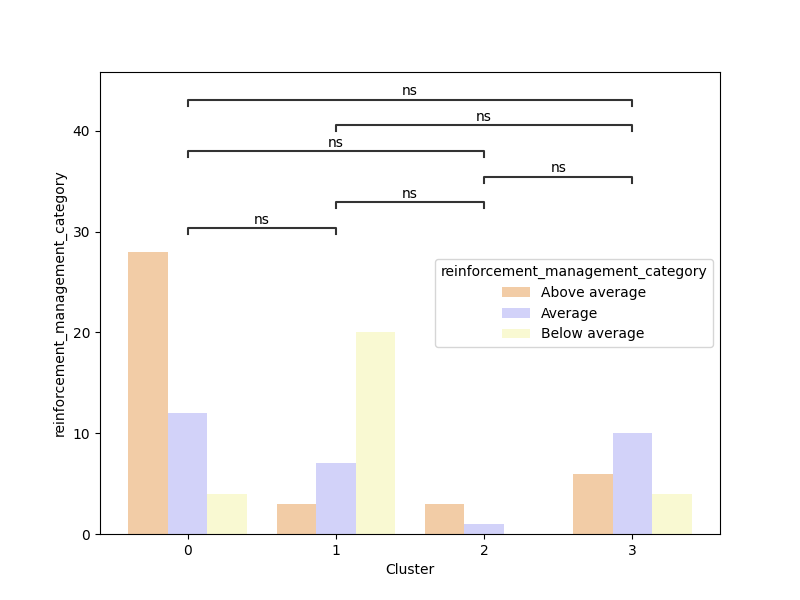 ns
ns
ns
ns
ns
ns
40
30
20
10
0
reinforcement_management_category
reinforcement_management_category
Above average
Average
Below average
0 1 2 3
Cluster